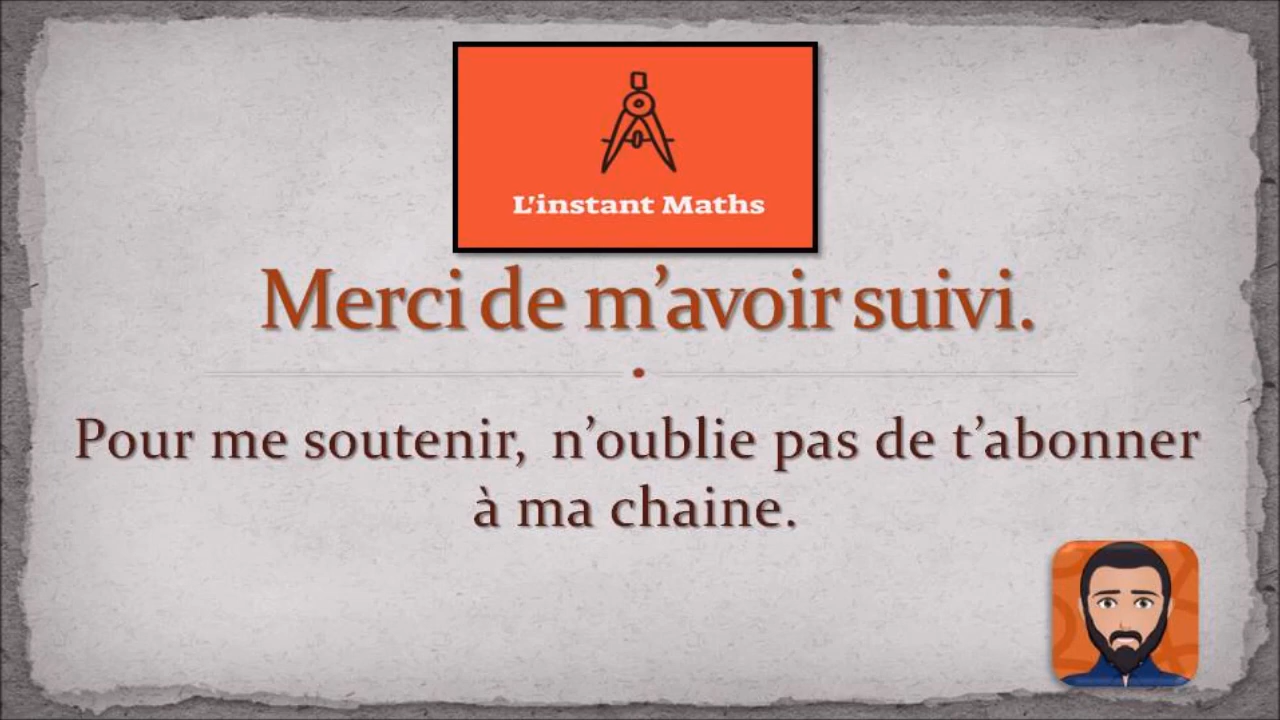 L'instant Maths
Merci de m’avoir suivi.
Pour me soutenir, n’oublie pas de t’abonner
à ma chaine.